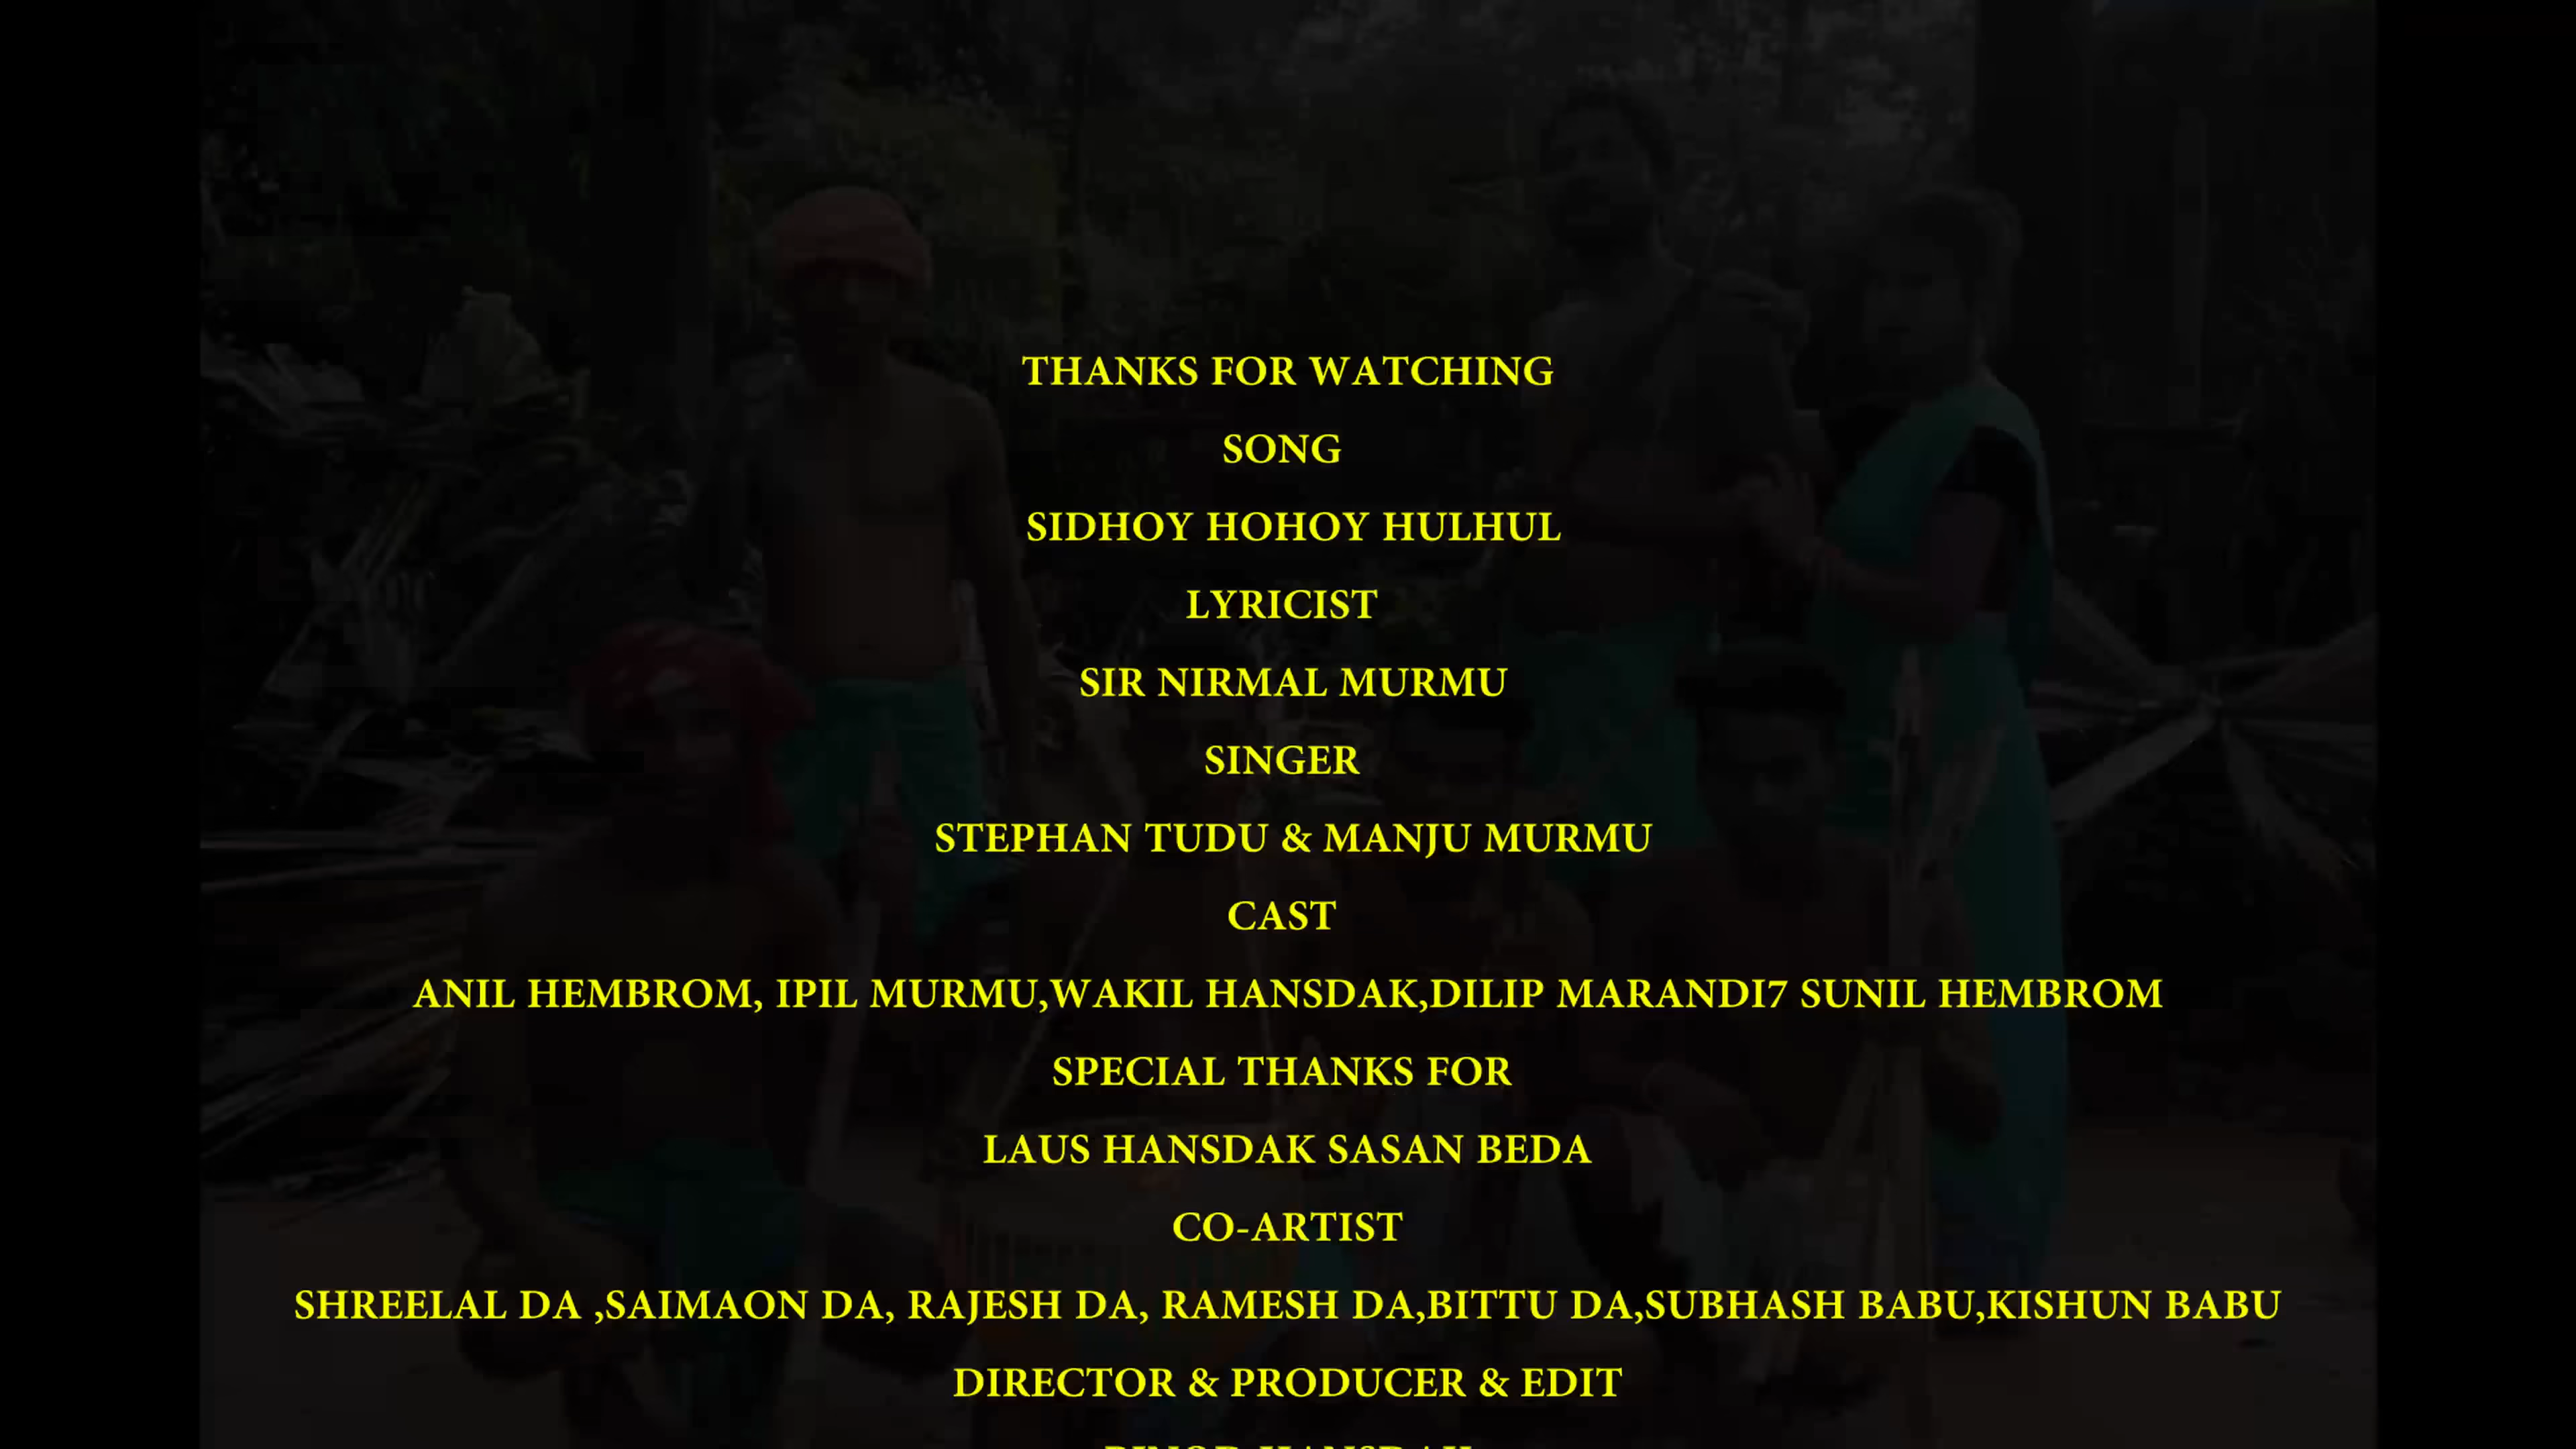 THANKS FOR WATCHING
SONG
SIDHOY HOHOY HULHUL
LYRICIST
SIR NIRMAL MURMU
SINGER
STEPHAN TUDU & MANJU MURMU
CAST
ANIL HEMBROM, IPIL MURMU,WAKIL HANSDAK,DILIP MARANDI7 SUNIL HEMBROM
SPECIAL THANKS FOR
LAUS HANSDAK SASAN BEDA
CO-ARTIST
SHREELAL DA ,SAIMAON DA, RAJESH DA, RAMESH DA,BITTU DA,SUBHASH BABU,KISHUN BABU
DIRECTOR & PRODUCER & EDIT